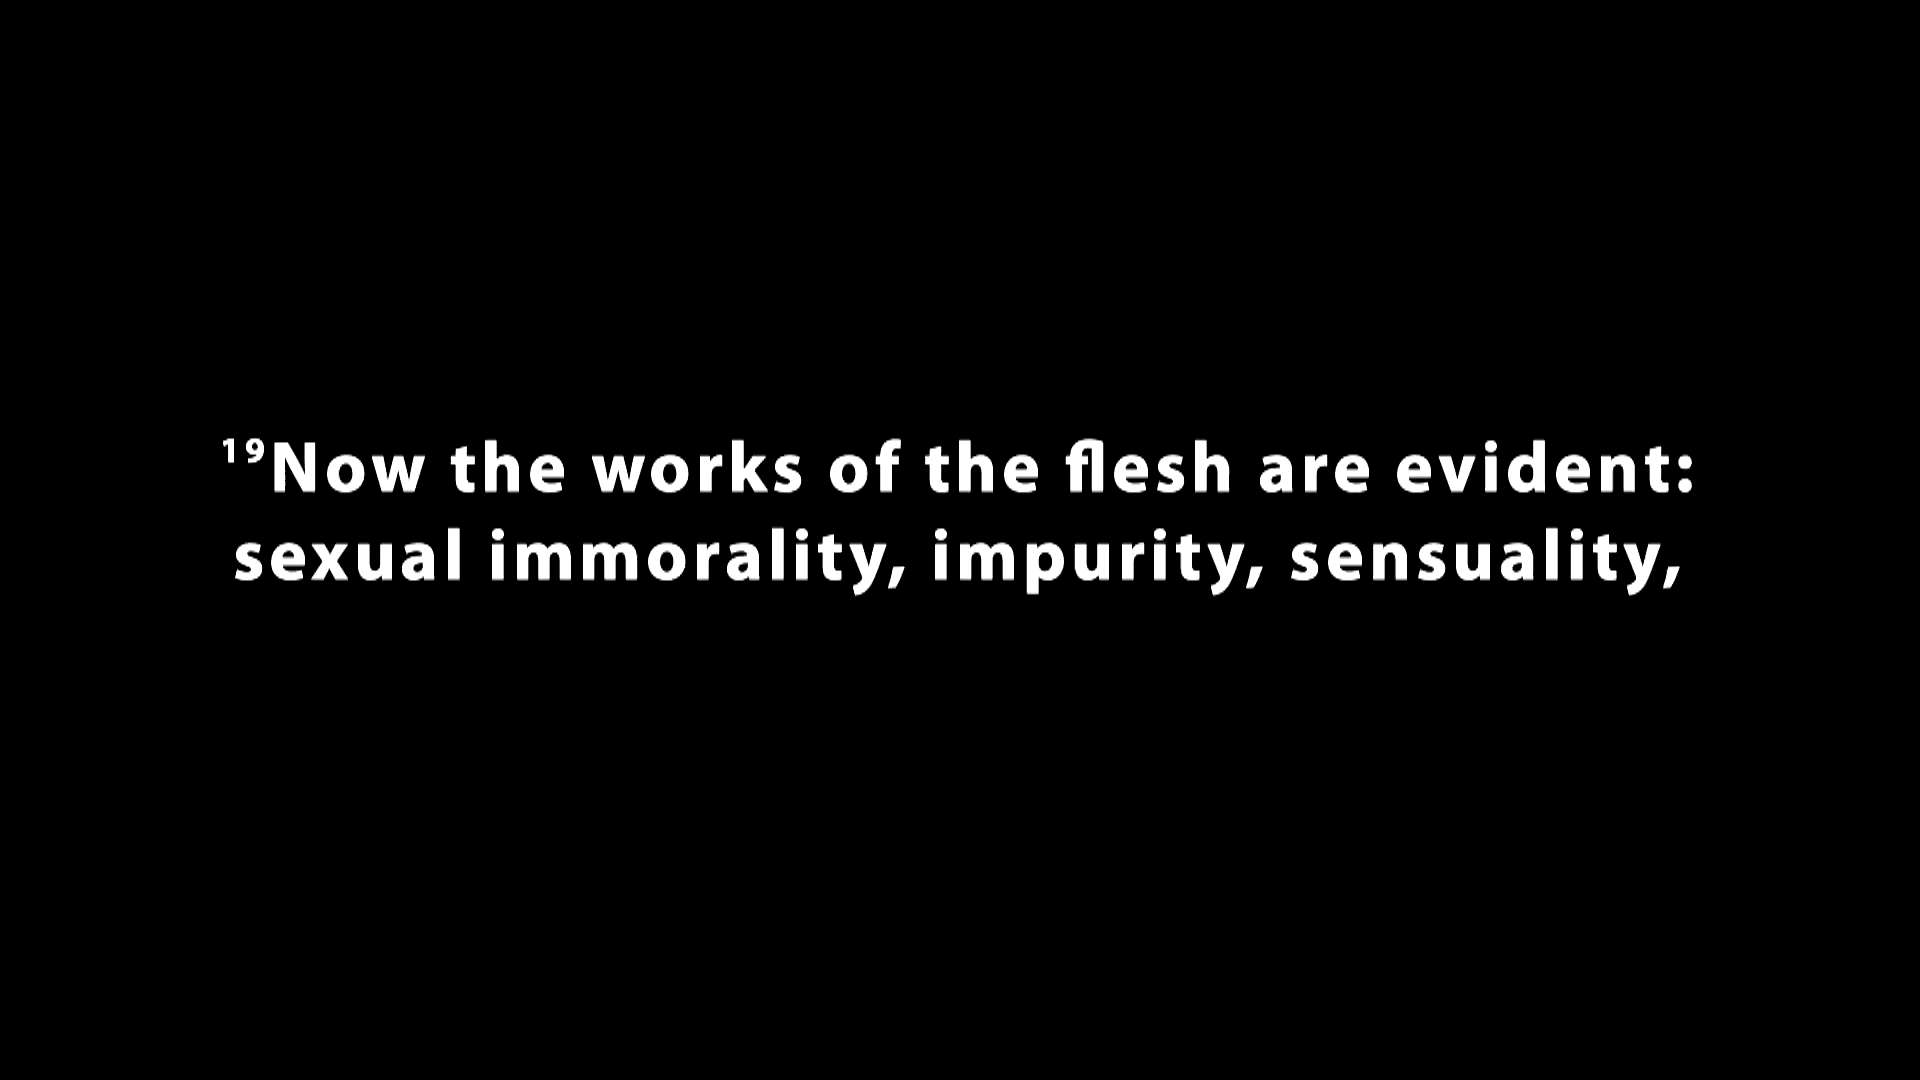 ¹⁹Now the works of the flesh are evident:
sexual immorality, impurity, sensuality,